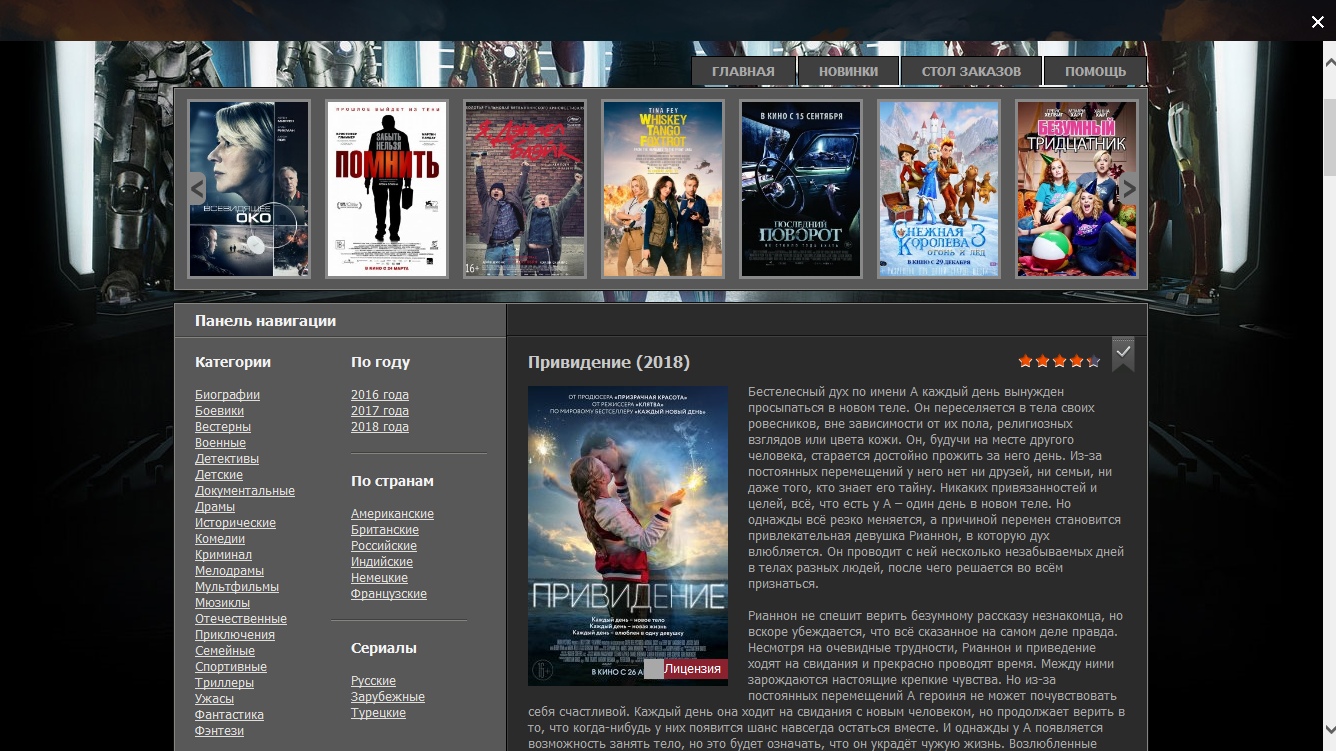 ГЛАВНАЯ
НОВИНКИ
СТОЛ ЗАКАЗОВ
ПОМОЩЬ
ВСЕВИДЯЩЕЕ
ОКО
ПРОШЛОЕ ВЫЙДЕТ ИЗ ТЕНИ
ЗАБЫТЬ
НЕЛЬЗЯ
ПОМНИТЬ
В КИНО С 24 МАРТА
Я, Дэниел
Блэйк
16+
TINA FEY
WHISKEY
TANGO
FOXTROT
В КИНО С 15 СЕНТЯБРЯ
ПОСЛЕДНИЙ
ПОВОРОТ
СНЕЖНАЯ
КОРОЛЕВА 3
ОГОНЬ И ЛЕД
В КИНО С 29 ДЕКАБРЯ
БЕЗУМНЫЙ
ТРИДЦАТНИК
Панель навигации
Категории
Биографии
Боевики
Вестерны
Военные
Детективы
Детские
Документальные
Драмы
Исторические
Комедии
Криминал
Мелодрамы
Мультфильмы
Мюзиклы
Отечественные
Приключения
Семейные
Спортивные
Триллеры
Ужасы
Фантастика
Фэнтези
По году
2016 года
2017 года
2018 года
По странам
Американские
Британские
Российские
Индийские
Немецкие
Французские
Сериалы
Русские
Зарубежные
Турецкие
Привидение (2018)
ОТ ПРОДЮСЕРА «ПРИЗРАЧНАЯ КРАСОТА»
ОТ РЕЖИССЕРА «КЛЯТВА»
ПО МИРОВОМУ БЕСТСЕЛЛЕРУ «КАЖДЫЙ НОВЫЙ ДЕНЬ»
ПРИВИДЕНИЕ
Каждый день – новое тело
Каждый день – новая жизнь
Каждый день – влюблен в одну девушку
16+
В КИНО С 26
Лицензия
Бестелесный дух по имени А каждый день вынужден
просыпаться в новом теле. Он переселяется в тела своих
ровесников, вне зависимости от их пола, религиозных
взглядов или цвета кожи. Он, будучи на месте другого
человека, старается достойно прожить за него день. Из-за
постоянных перемещений у него нет ни друзей, ни семьи, ни
даже того, кто знает его тайну. Никаких привязанностей и
целей, всё, что есть у А – один день в новом теле. Но
однажды всё резко меняется, а причиной перемен становится
привлекательная девушка Рианнон, в которую дух
влюбляется. Он проводит с ней несколько незабываемых дней
в телах разных людей, после чего решается во всём
признаться.
Рианнон не спешит верить безумному рассказу незнакомца, но
вскоре убеждается, что всё сказанное на самом деле правда.
Несмотря на очевидные трудности, Рианнон и приведение
ходят на свидания и прекрасно проводят время. Между ними
зарождаются настоящие крепкие чувства. Но из-за
постоянных перемещений А героиня не может почувствовать
себя счастливой. Каждый день она ходит на свидания с новым человеком, но продолжает верить в
то, что когда-нибудь у них появится шанс навсегда остаться вместе. И однажды у А появляется
возможность занять тело, но это будет означать, что он украдёт чужую жизнь. Возлюбленные